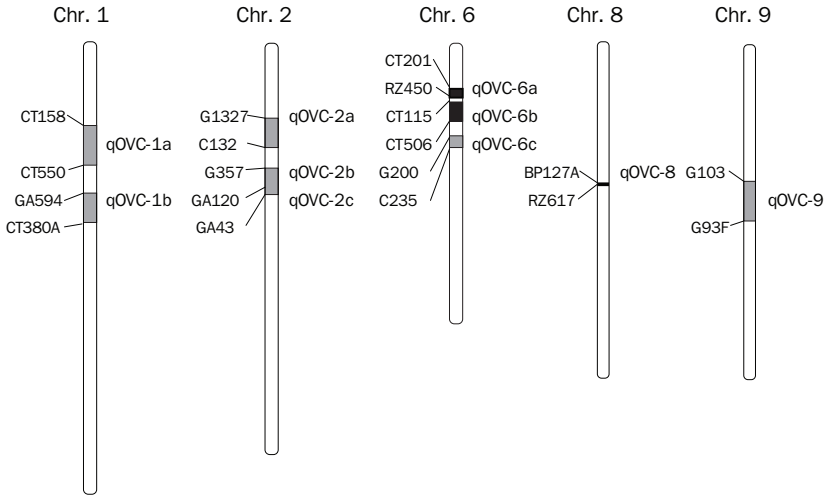 Chr. 1
Chr. 2
Chr. 6
Chr. 8
Chr. 9
CT158
qOVC-1a
CT550
GA594
qOVC-1b
CT380A
G1327
qOVC-2a
C132
G357
qOVC-2b
GA120
qOVC-2c
GA43
CT201
RZ450
qOVC-6a
CT115
qOVC-6b
CT506
qOVC-6c
G200
C235
BP127A
qOVC-8
RZ617
G103
qOVC-9
G93F